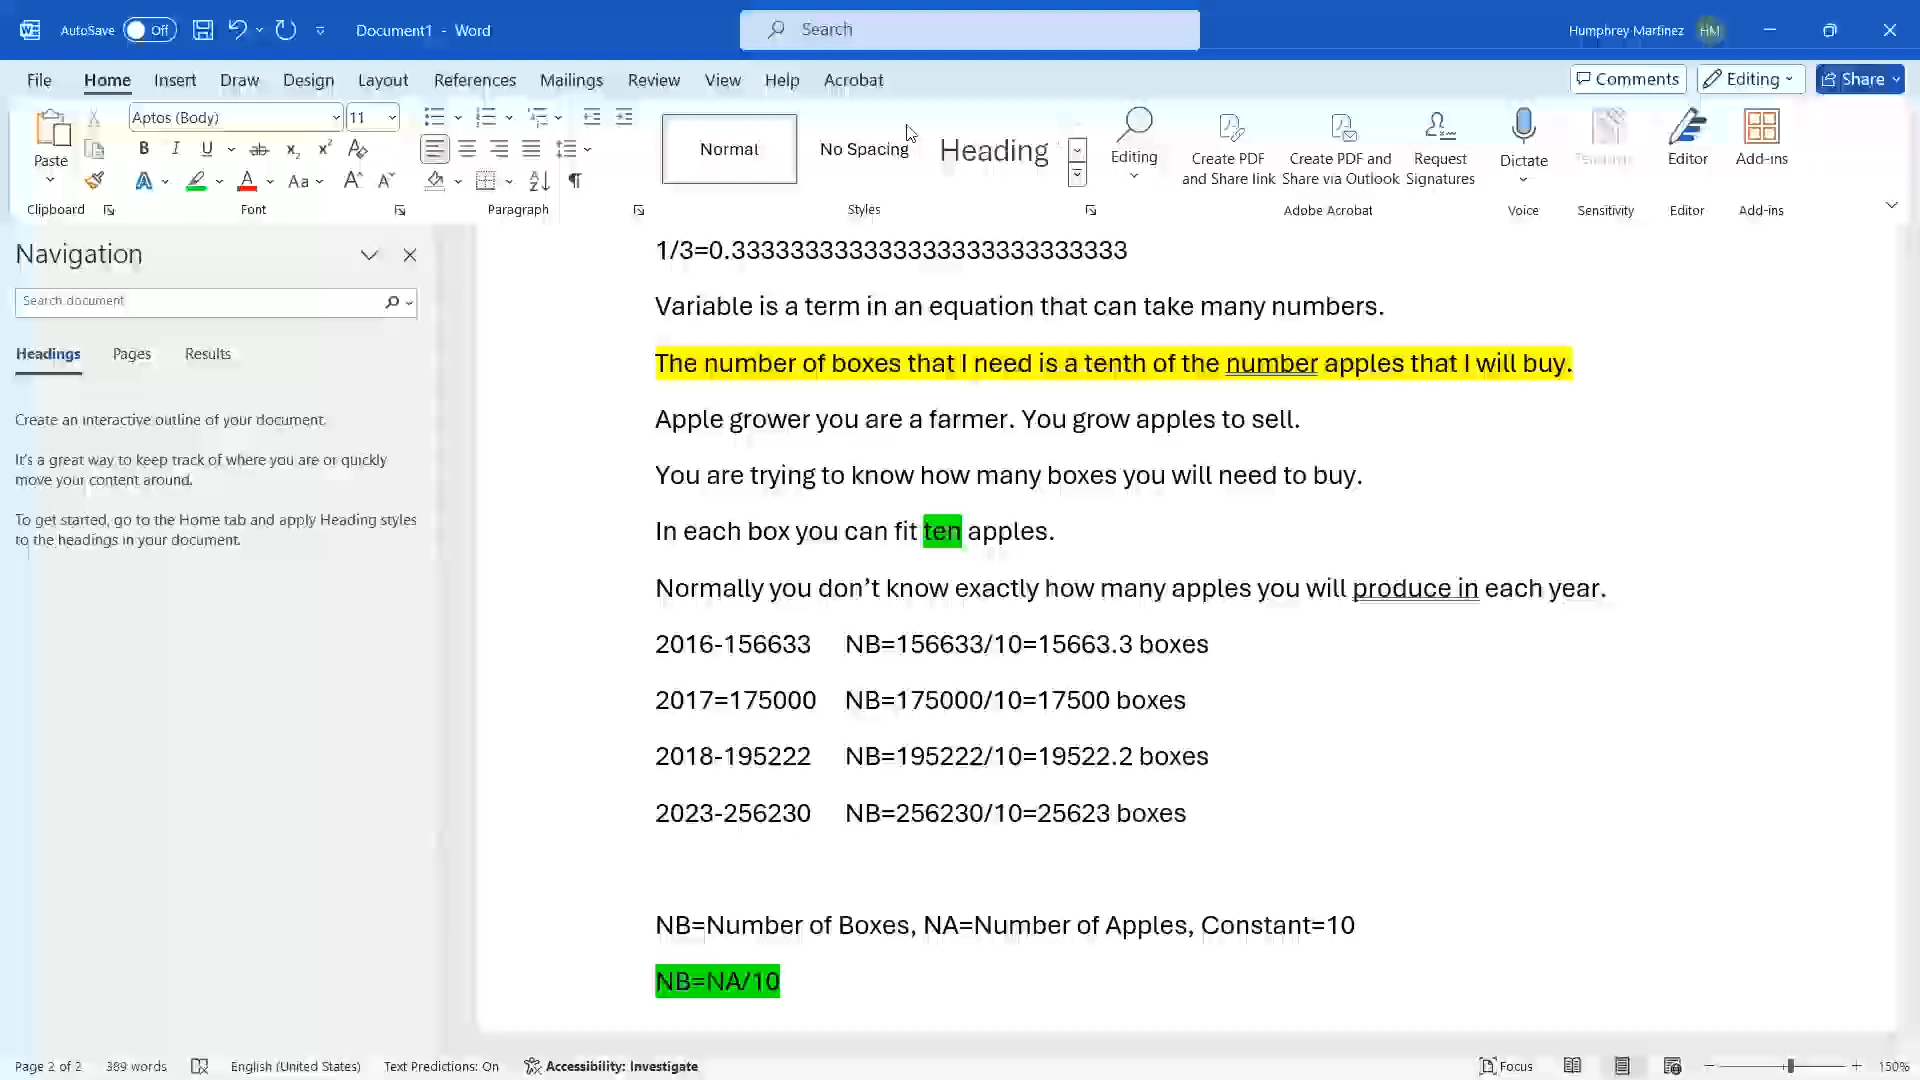 AutoSave Off Document1 - Word Search Humphrey Martinez HM
File Home Insert Draw Design Layout References Mailings Review View Help Acrobat Comments Editing Share
Paste Aptos (Body) 11 Normal No Spacing Heading Editing Create PDF and Share link Create PDF and Share via Outlook Request Signatures Dictate Editor Add-ins
Clipboard Font Paragraph Styles Adobe Acrobat Voice Sensitivity Editor Add-ins
Navigation
Search document
Headings Pages Results
Create an interactive outline of your document.
It's a great way to keep track of where you are or quickly
move your content around.
To get started, go to the Home tab and apply Heading styles
to the headings in your document.
Variable is a term in an equation that can take many numbers.
The number of boxes that I need is a tenth of the number apples that I will buy.
Apple grower you are a farmer. You grow apples to sell.
You are trying to know how many boxes you will need to buy.
In each box you can fit ten apples.
Normally you don’t know exactly how many apples you will produce in each year.
2016-156633 NB=156633/10=15663.3 boxes
2017=175000 NB=175000/10=17500 boxes
2018-195222 NB=195222/10=19522.2 boxes
2023-256230 NB=256230/10=25623 boxes
NB=Number of Boxes, NA=Number of Apples, Constant=10
NB=NA/10
Page 2 of 2 389 words English (United States) Text Predictions: On Accessibility: Investigate Focus 150%